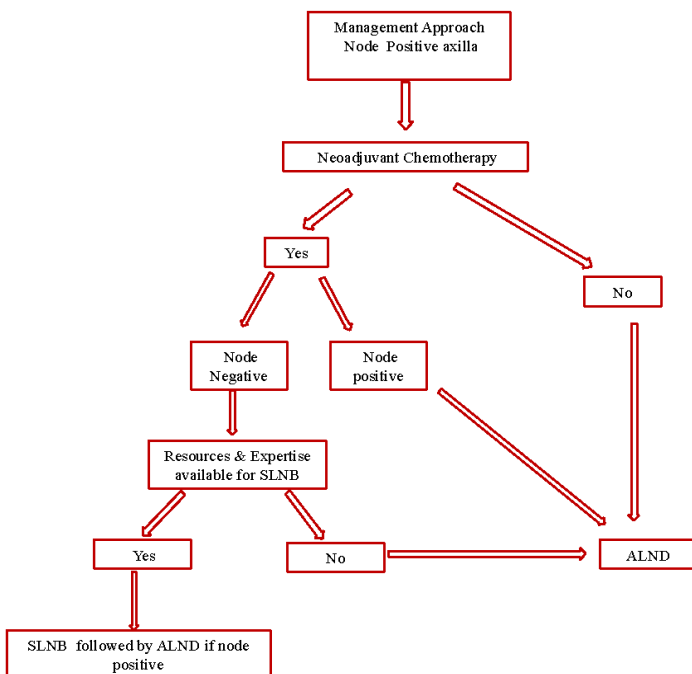 Management Approach
Node Positive axilla
Neoadjuvant Chemotherapy
Yes
No
Node
Negative
Node
positive
Resources & Expertise
available for SLNB
Yes
No
ALND
SLNB followed by ALND if node
positive